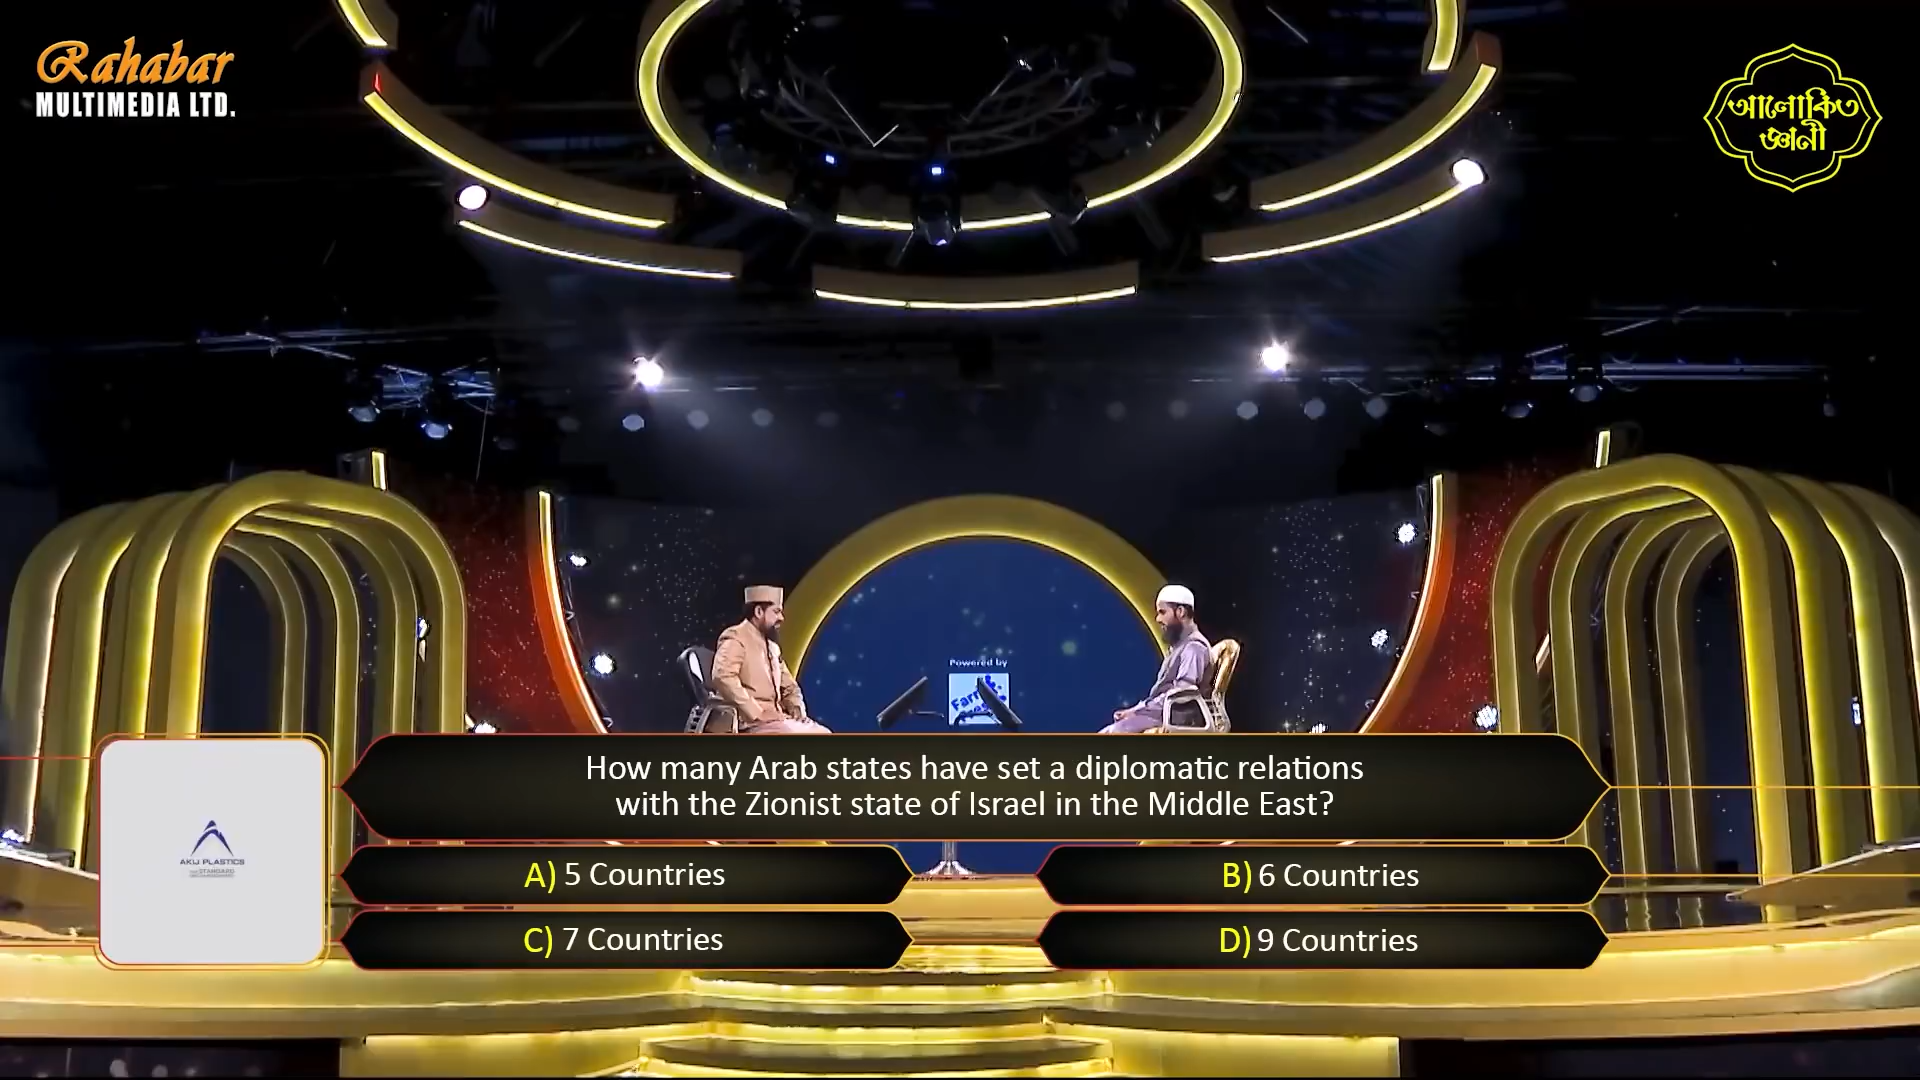 Rahabar
MULTIMEDIA LTD.
আলোকিত
জ্ঞানী
Powered by
How many Arab states have set a diplomatic relations
with the Zionist state of Israel in the Middle East?
A) 5 Countries
B) 6 Countries
C) 7 Countries
D) 9 Countries
AKIJ PLASTICS